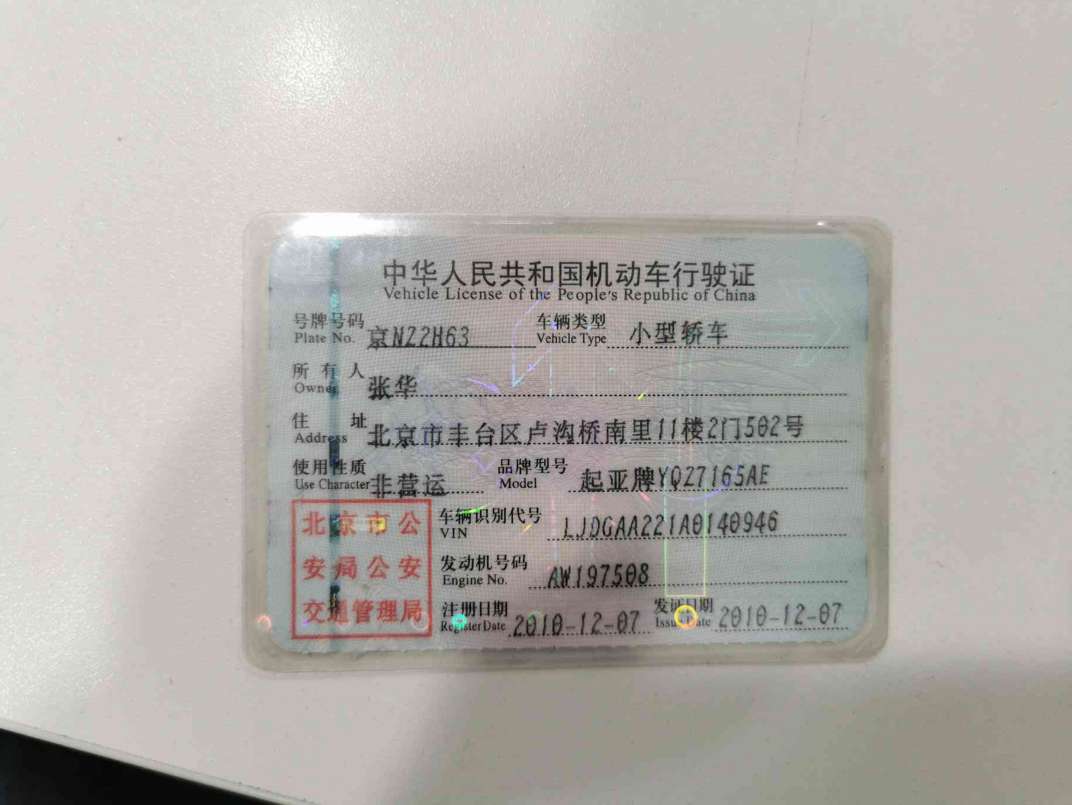 中华人民共和国机动车行驶证
Vehicle License of the People's Republic of China
号牌号码 京NZ2H63 车辆类型 小型轿车
Plate No. Vehicle Type
所有人 张华
Owner
住址 北京市丰台区卢沟桥南里11楼2门502号
Address
使用性质 非营运 品牌型号 起亚牌YQZ7165AE
Use Character Model
北京市公
安局公安
交通管理局
车辆识别代号 LJDGAA221A0140946
VIN
发动机号码 AW197508
Engine No.
注册日期 2010-12-07 发证日期 2010-12-07
Register Date Issue Date